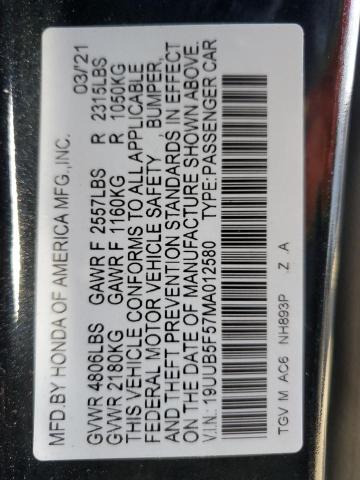 MFD.BY HONDA OF AMERICA MFG.,INC. 03/'21
GVWR 4806LBS GAWR F 2557LBS R 2315LBS
GVWR 2180KG GAWR F 1160KG R 1050KG
THIS VEHICLE CONFORMS TO ALL APPLICABLE
FEDERAL MOTOR VEHICLE SAFETY , BUMPER,
AND THEFT PREVENTION STANDARDS IN EFFECT
ON THE DATE OF MANUFACTURE SHOWN ABOVE.
V.I.N.: 19UUB5F57MA012580 TYPE:PASSENGER CAR
TGV M AC6 NH893P Z A